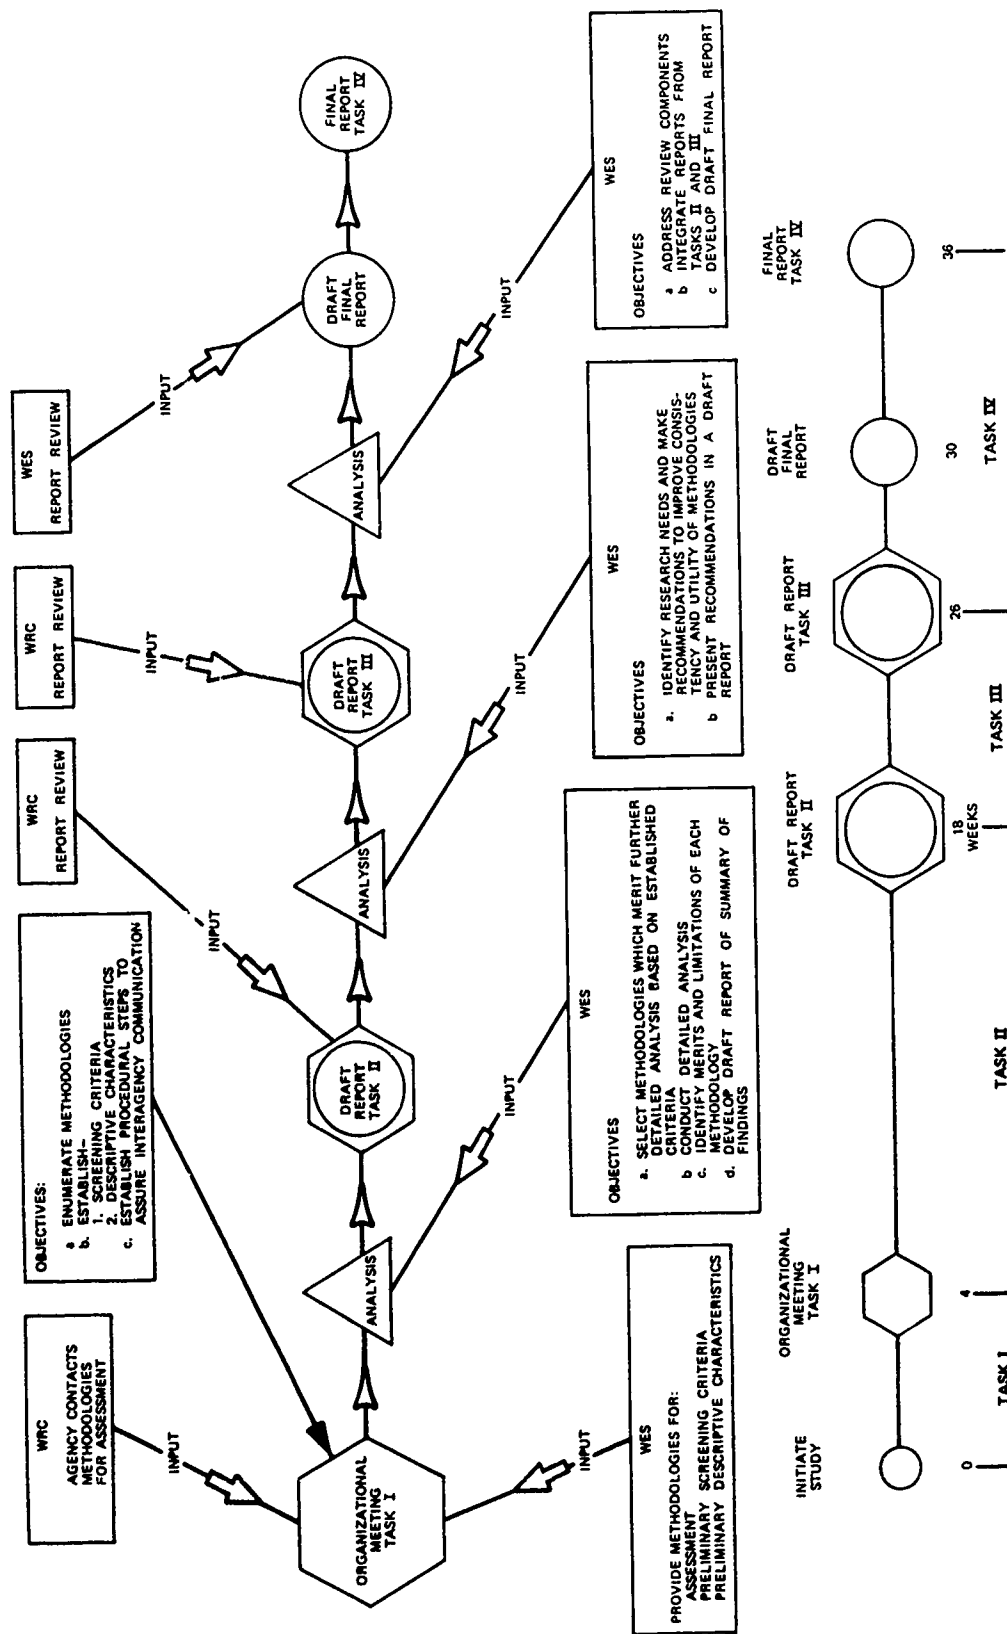 WRC
AGENCY CONTACTS
METHODOLOGIES
FOR ASSESSMENT
INPUT
OBJECTIVES:
a ENUMERATE METHODOLOGIES
b. ESTABLISH-
1. SCREENING CRITERIA
2. DESCRIPTIVE CHARACTERISTICS
c. ESTABLISH PROCEDURAL STEPS TO
ASSURE INTERAGENCY COMMUNICATION
WRC
REPORT REVIEW
INPUT
WRC
REPORT REVIEW
INPUT
WES
REPORT REVIEW
INPUT
ORGANIZATIONAL
MEETING
TASK I
ANALYSIS
DRAFT
REPORT
TASK II
ANALYSIS
DRAFT
REPORT
TASK III
ANALYSIS
DRAFT
FINAL
REPORT
FINAL
REPORT
TASK IV
INPUT
WES
PROVIDE METHODOLOGIES FOR:
ASSESSMENT
PRELIMINARY SCREENING CRITERIA
PRELIMINARY DESCRIPTIVE CHARACTERISTICS
INPUT
WES
OBJECTIVES
a. SELECT METHODOLOGIES WHICH MERIT FURTHER
DETAILED ANALYSIS BASED ON ESTABLISHED
CRITERIA
b CONDUCT DETAILED ANALYSIS
c. IDENTIFY MERITS AND LIMITATIONS OF EACH
METHODOLOGY
d. DEVELOP DRAFT REPORT OF SUMMARY OF
FINDINGS
INPUT
WES
OBJECTIVES
a. IDENTIFY RESEARCH NEEDS AND MAKE
RECOMMENDATIONS TO IMPROVE CONSIS-
TENCY AND UTILITY OF METHODOLOGIES
b PRESENT RECOMMENDATIONS IN A DRAFT
REPORT
INPUT
WES
OBJECTIVES
a ADDRESS REVIEW COMPONENTS
b INTEGRATE REPORTS FROM
TASKS II AND III
c DEVELOP DRAFT FINAL REPORT
INITIATE
STUDY
ORGANIZATIONAL
MEETING
TASK I
DRAFT REPORT
TASK II
DRAFT REPORT
TASK III
DRAFT
FINAL
REPORT
FINAL
REPORT
TASK IV
0
4
18
WEEKS
26
30
36
TASK I
TASK II
TASK III
TASK IV